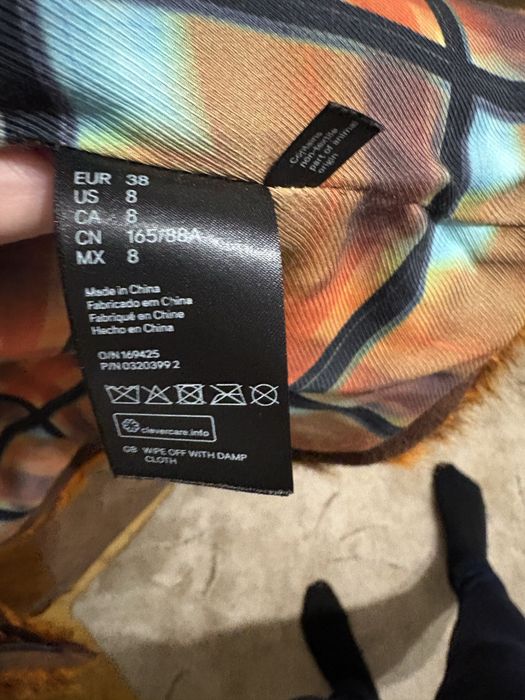 Contains
non-textile
part of animal
origin
EUR 38
US 8
CA 8
CN 165/88A
MX 8
Made in China
Fabricado em China
Fabriqué en Chine
Hecho en China
O/N 169425
P/N 0320399 2
clevercare.info
GB WIPE OFF WITH DAMP
CLOTH